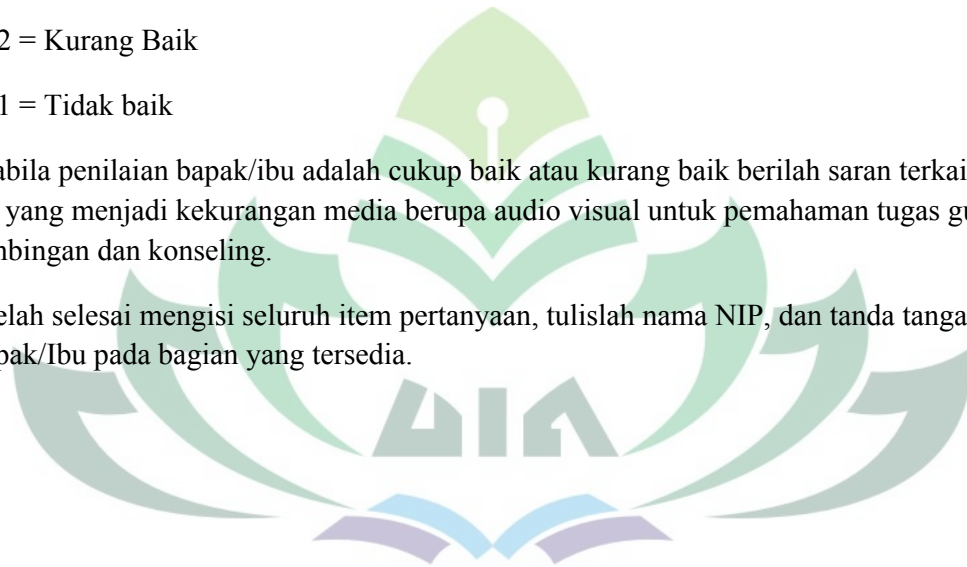 2 = Kurang Baik
1 = Tidak baik
abila penilaian bapak/ibu adalah cukup baik atau kurang baik berilah saran terkai
yang menjadi kekurangan media berupa audio visual untuk pemahaman tugas gu
mbingan dan konseling.
elah selesai mengisi seluruh item pertanyaan, tulislah nama NIP, dan tanda tanga
pak/Ibu pada bagian yang tersedia.
UIN